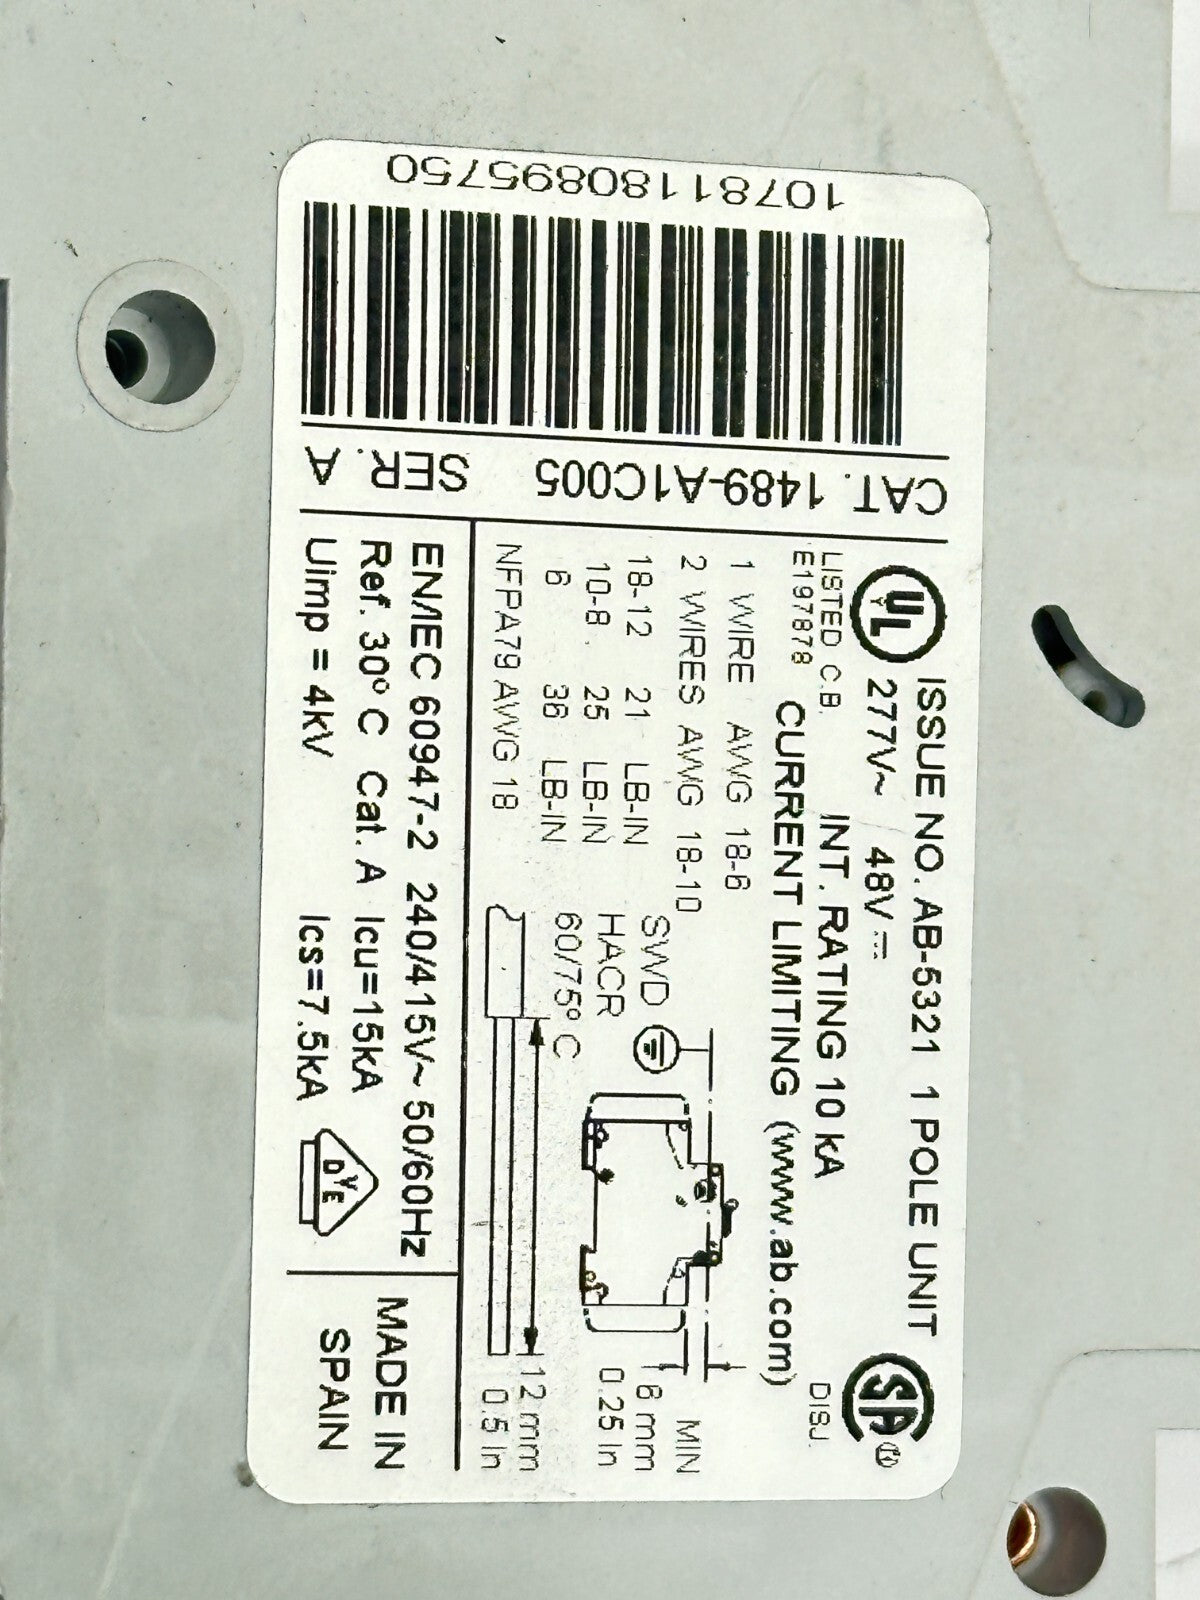 10781180895750
CAT. 1489-A1C005 SER. A
UL
LISTED C.B.
E197878
ISSUE NO. AB-5321 1 POLE UNIT
277V~ 48V⎓
INT. RATING 10 kA
CURRENT LIMITING (www.ab.com)
SA
DISJ.
1 WIRE AWG 18-6
2 WIRES AWG 18-10
18-12 21 LB-IN
10-8 . 25 LB-IN
6 36 LB-IN
NFPA79 AWG 18
SWD
HACR
60/75°C
MIN
6 mm
0.25 In
12 mm
0.5 In
EN/IEC 60947-2 240/415V~ 50/60Hz
Ref. 30°C Cat. A Icu=15kA
Uimp = 4kV Ics=7.5kA
DVE
MADE IN
SPAIN